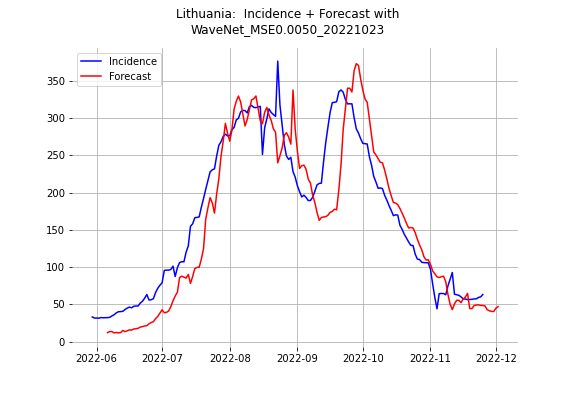 Lithuania:  Incidence + Forecast with
WaveNet_MSE0.0050_20221023
Incidence
Forecast
350
300
250
200
150
100
50
0
2022-06 2022-07 2022-08 2022-09 2022-10 2022-11 2022-12